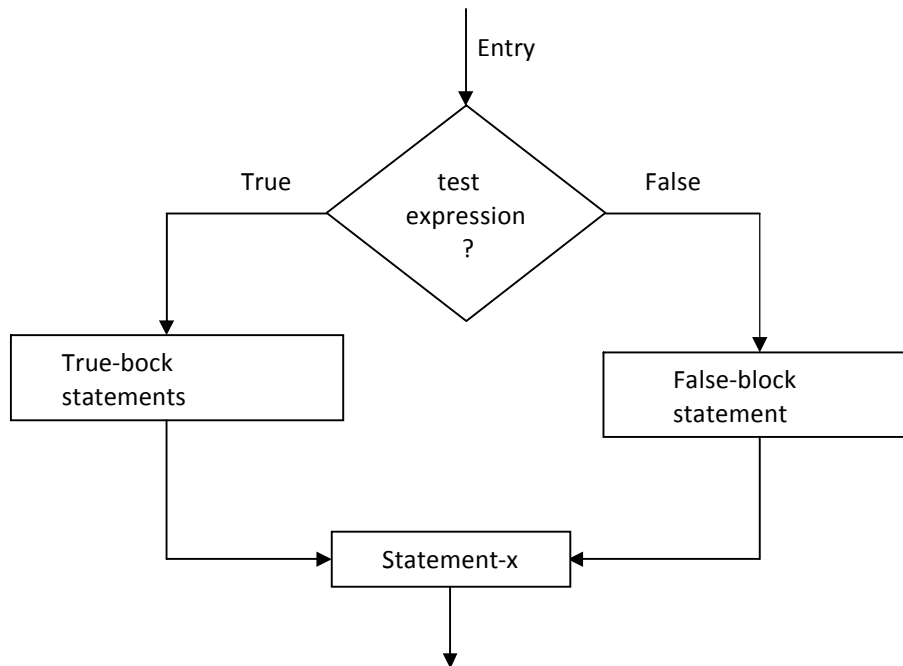 Entry
True
test
expression
?
False
True-bock
statements
False-block
statement
Statement-x